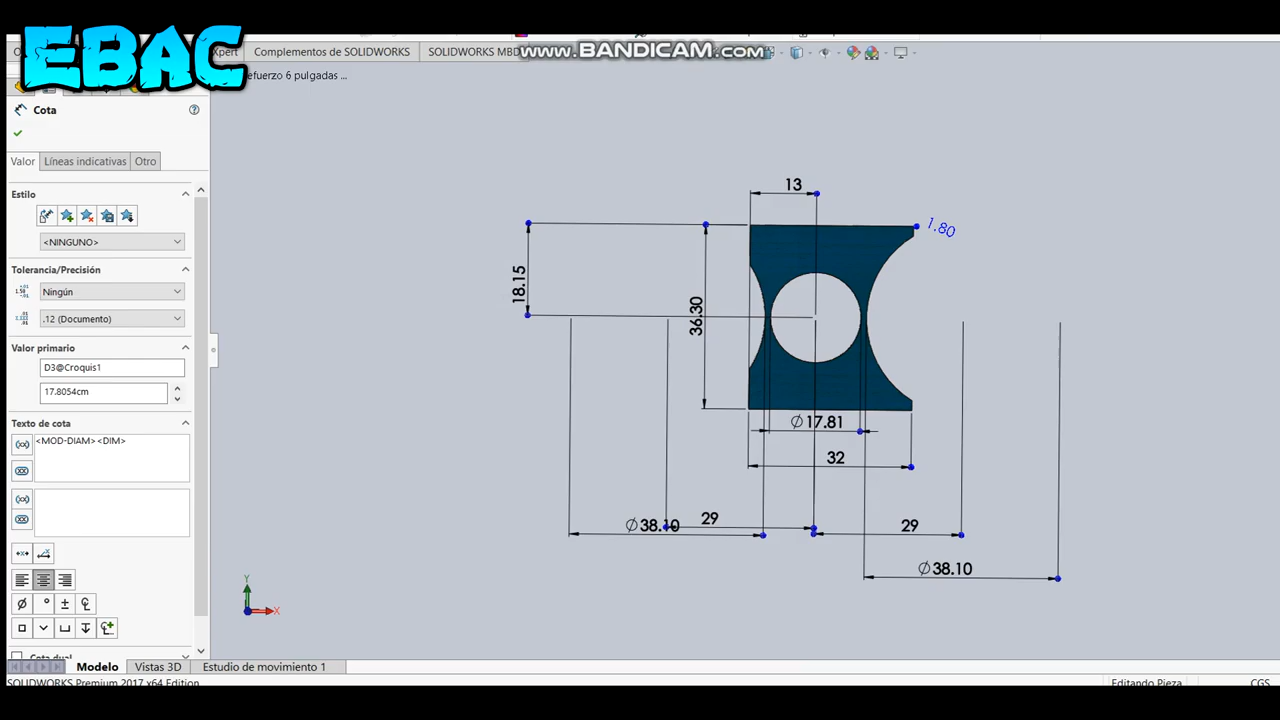 EBAC
www.BANDICAM.com
Xpert
Complementos de SOLIDWORKS
SOLIDWORKS MBD
efuerzo 6 pulgadas ...
Cota
Valor
Líneas indicativas
Otro
Estilo
<NINGUNO>
Tolerancia/Precisión
Ningún
.12 (Documento)
Valor primario
D3@Croquis1
17.8054cm
Texto de cota
<MOD-DIAM><DIM>
Cota dual
13
1.80
18.15
36.30
∅17.81
32
∅38.10
29
29
∅38.10
Y
X
Modelo
Vistas 3D
Estudio de movimiento 1
SOLIDWORKS Premium 2017 x64 Edition
Editando Pieza
CGS